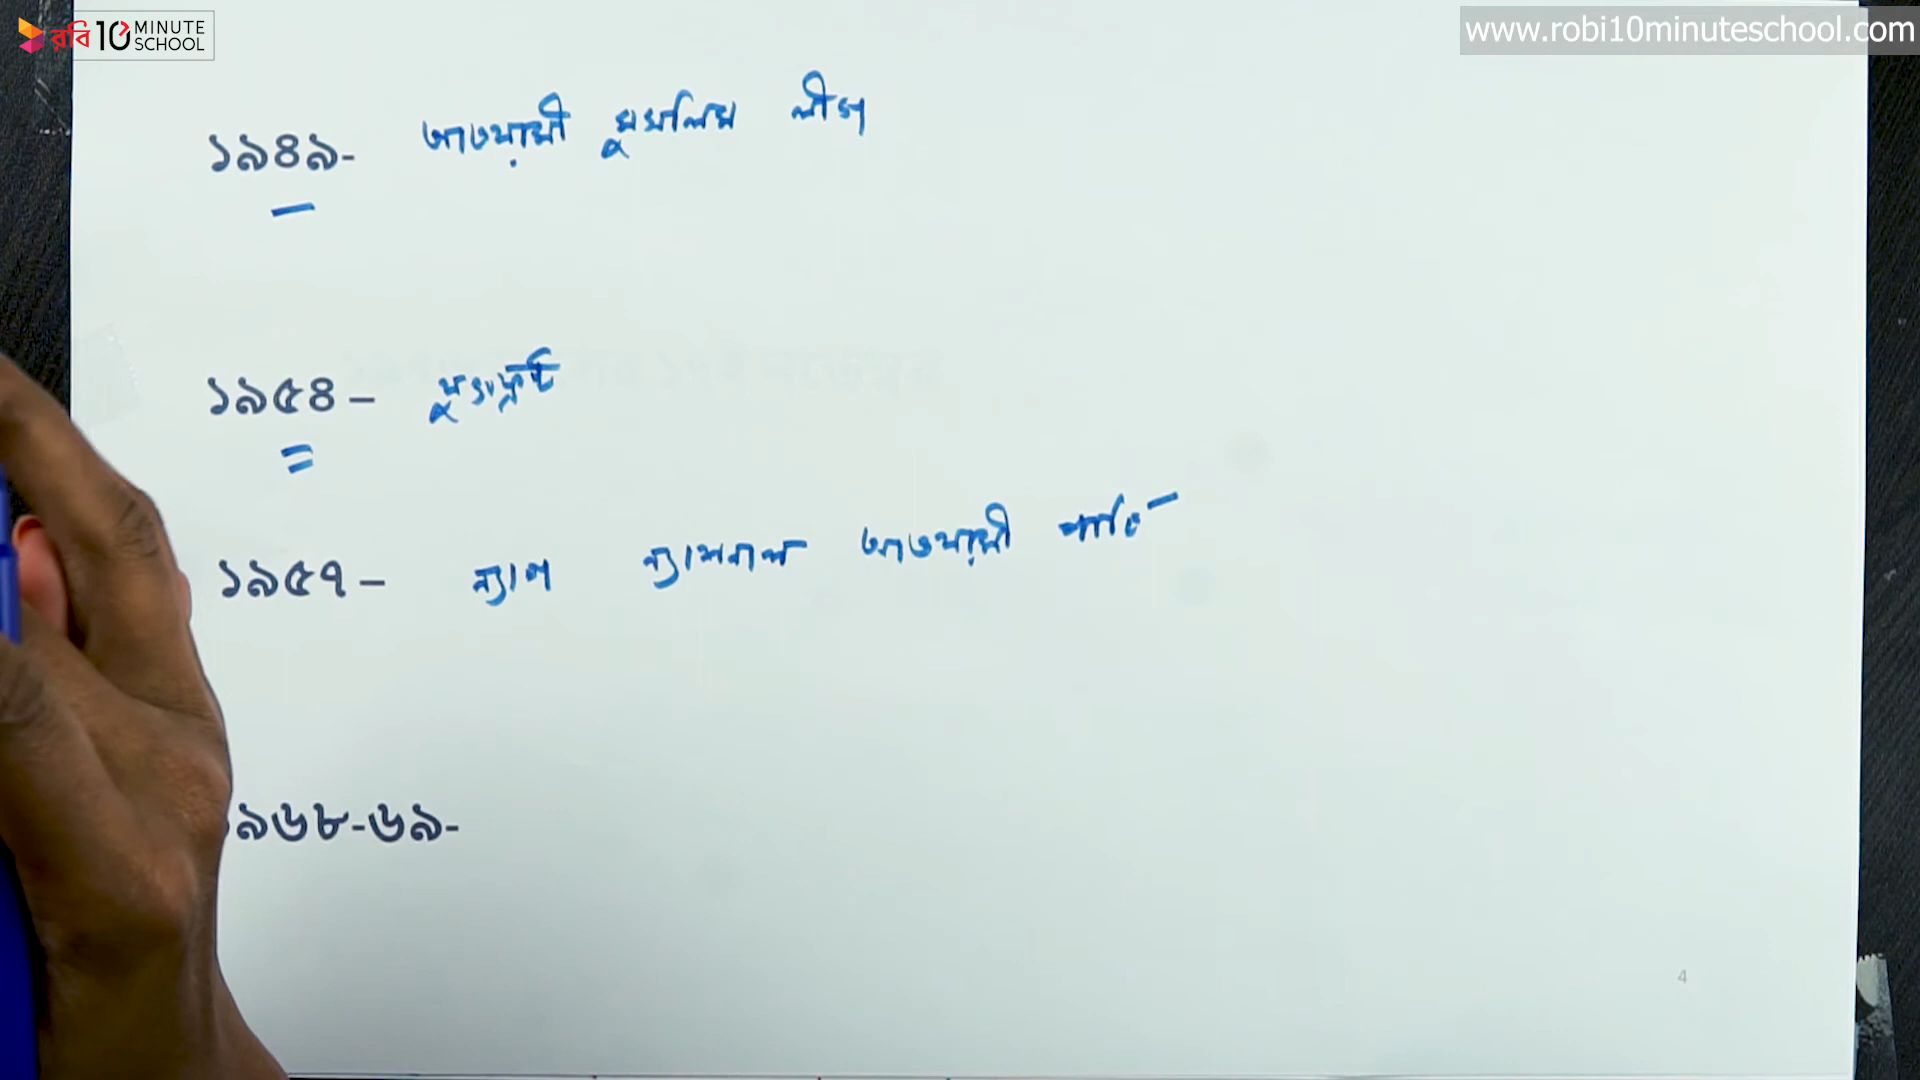 রবি 10 MINUTE SCHOOL
www.robi10minuteschool.com
১৯৪৯- আওয়ামী মুসলিম লীগ
১৯৫৪ - যুক্তফ্রন্ট
১৯৫৭ - ন্যাপ ন্যাশনাল আওয়ামী পার্টি
৯৬৮-৬৯-
4